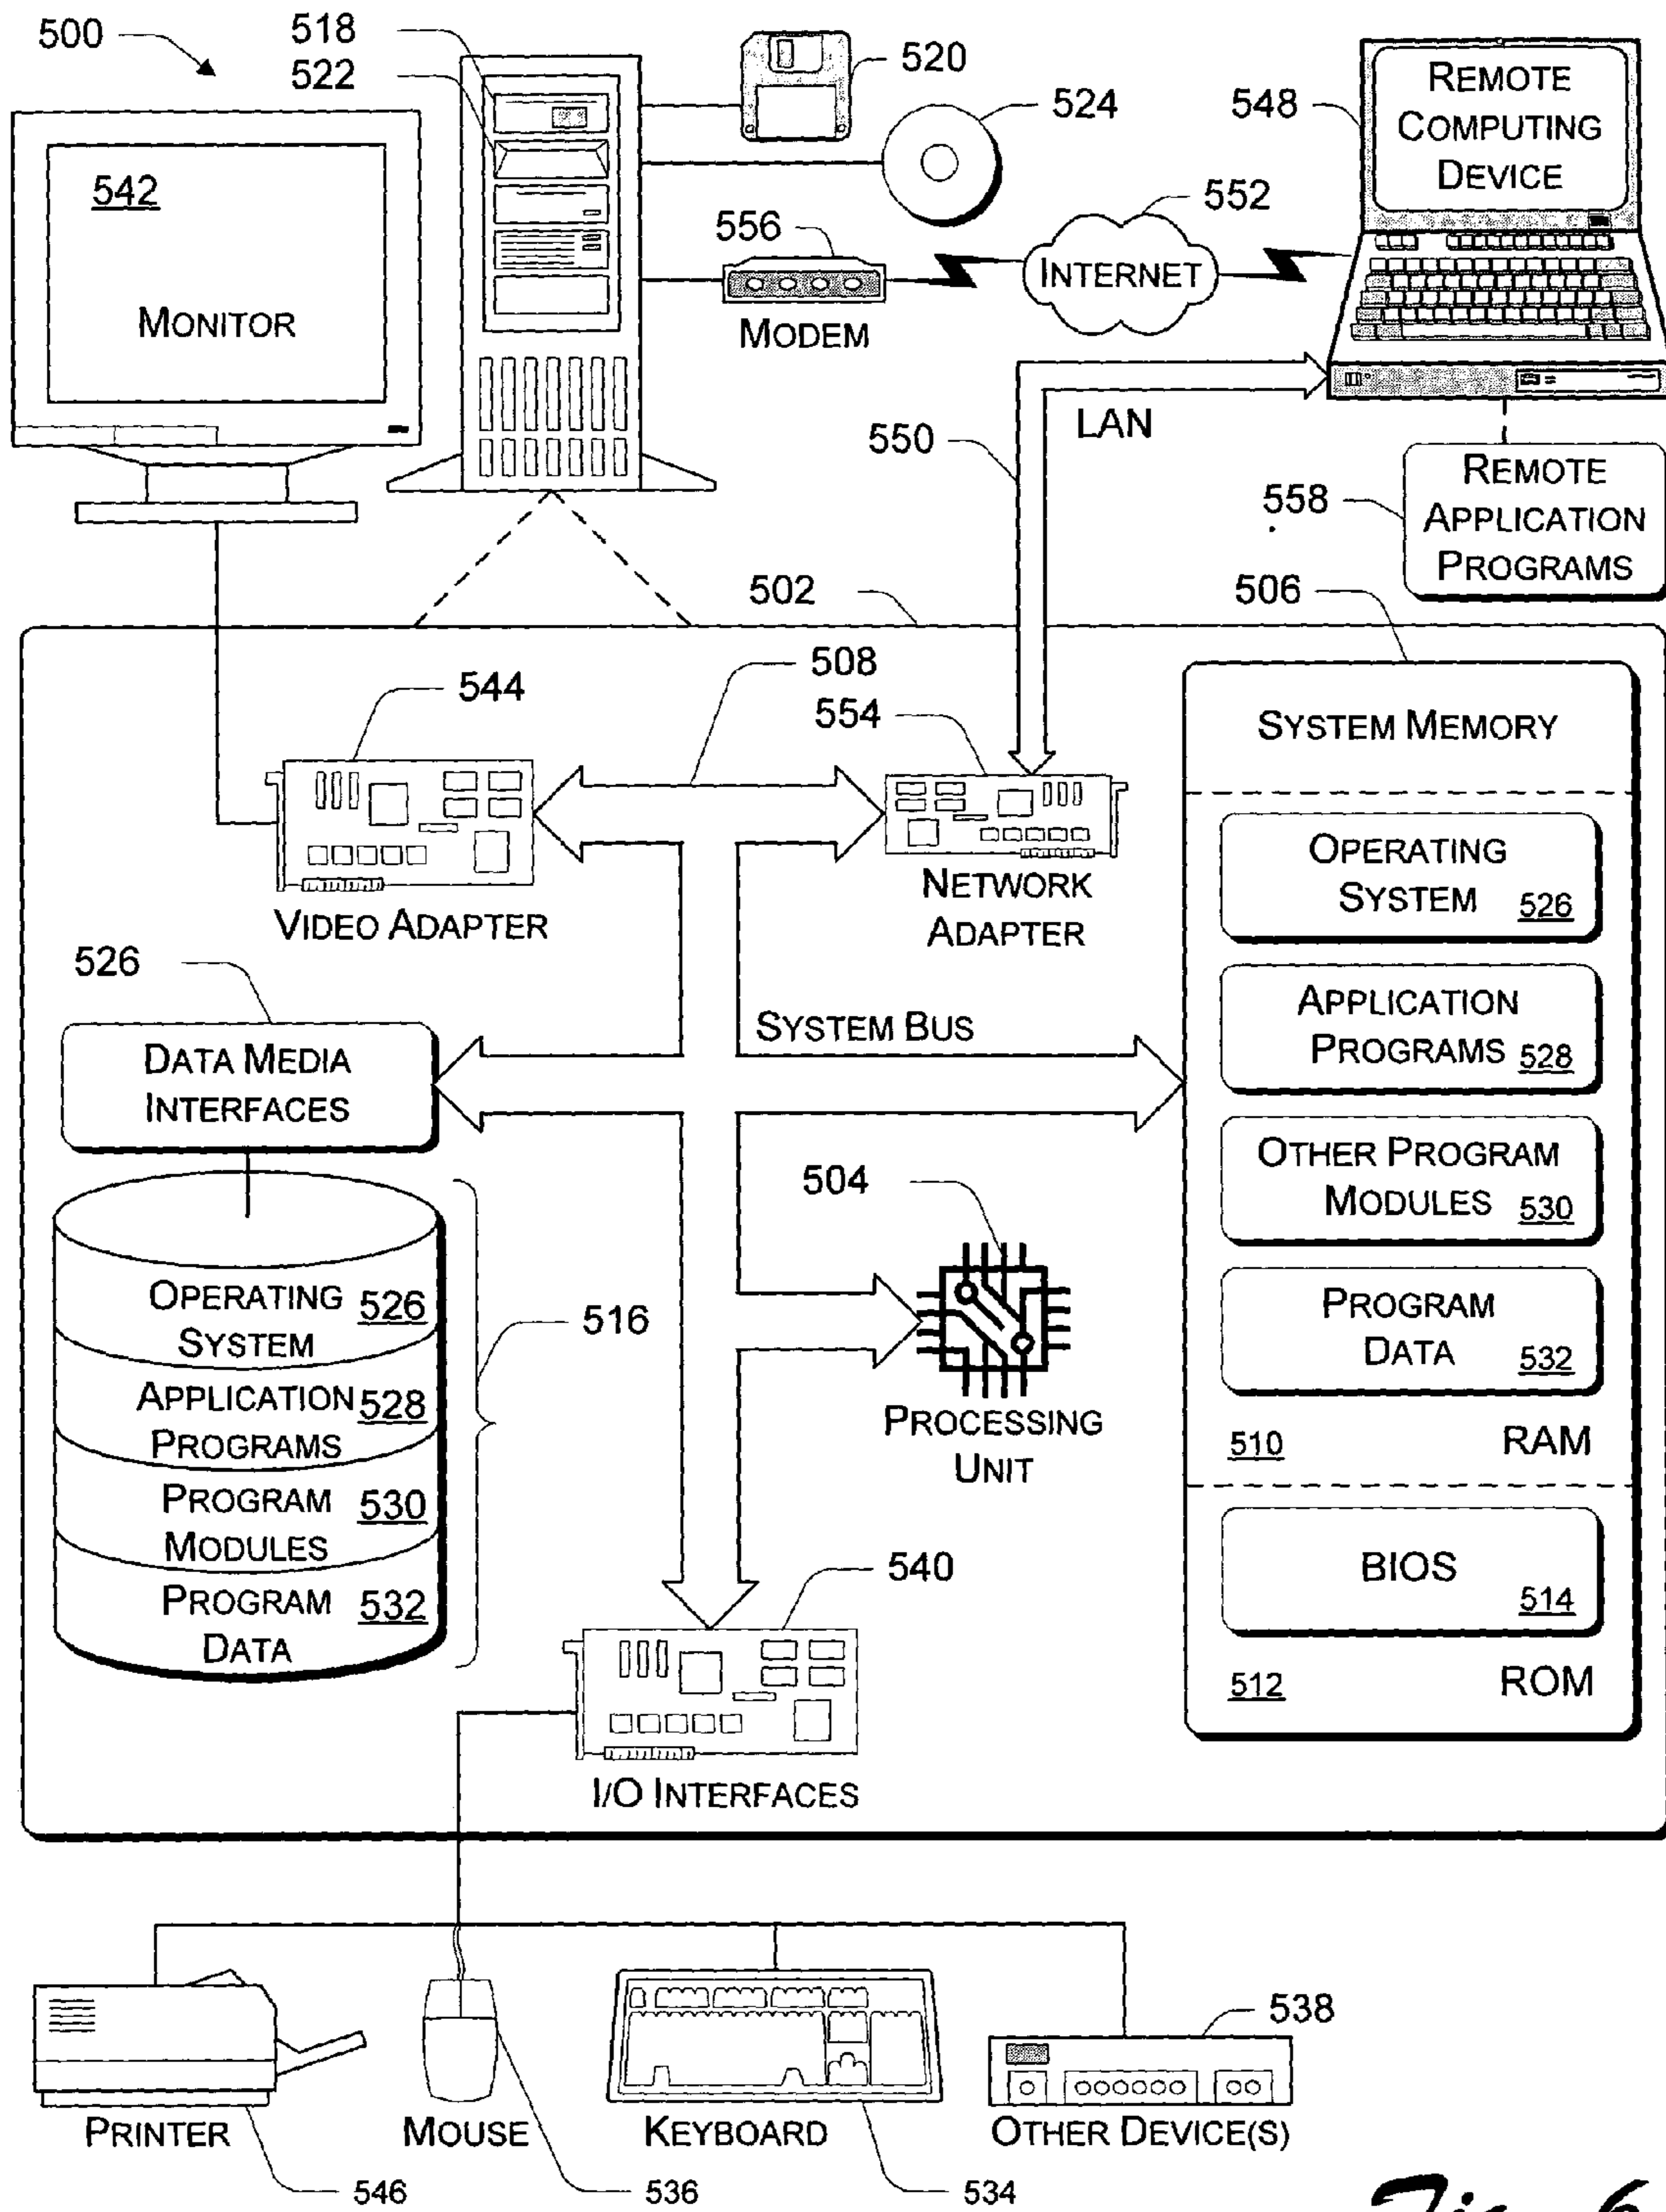 500
518
522
520
524
548
REMOTE
COMPUTING
DEVICE
542
MONITOR
556
MODEM
552
INTERNET
LAN
550
558
REMOTE
APPLICATION
PROGRAMS
502
506
508
544
554
VIDEO ADAPTER
NETWORK
ADAPTER
SYSTEM MEMORY
OPERATING
SYSTEM 526
APPLICATION
PROGRAMS 528
OTHER PROGRAM
MODULES 530
PROGRAM
DATA 532
510 RAM
BIOS
514
512 ROM
526
DATA MEDIA
INTERFACES
SYSTEM BUS
504
PROCESSING
UNIT
OPERATING 526
SYSTEM
APPLICATION 528
PROGRAMS
PROGRAM 530
MODULES
PROGRAM 532
DATA
516
540
I/O INTERFACES
PRINTER
546
MOUSE
536
KEYBOARD
534
538
OTHER DEVICE(S)
Fig. 6